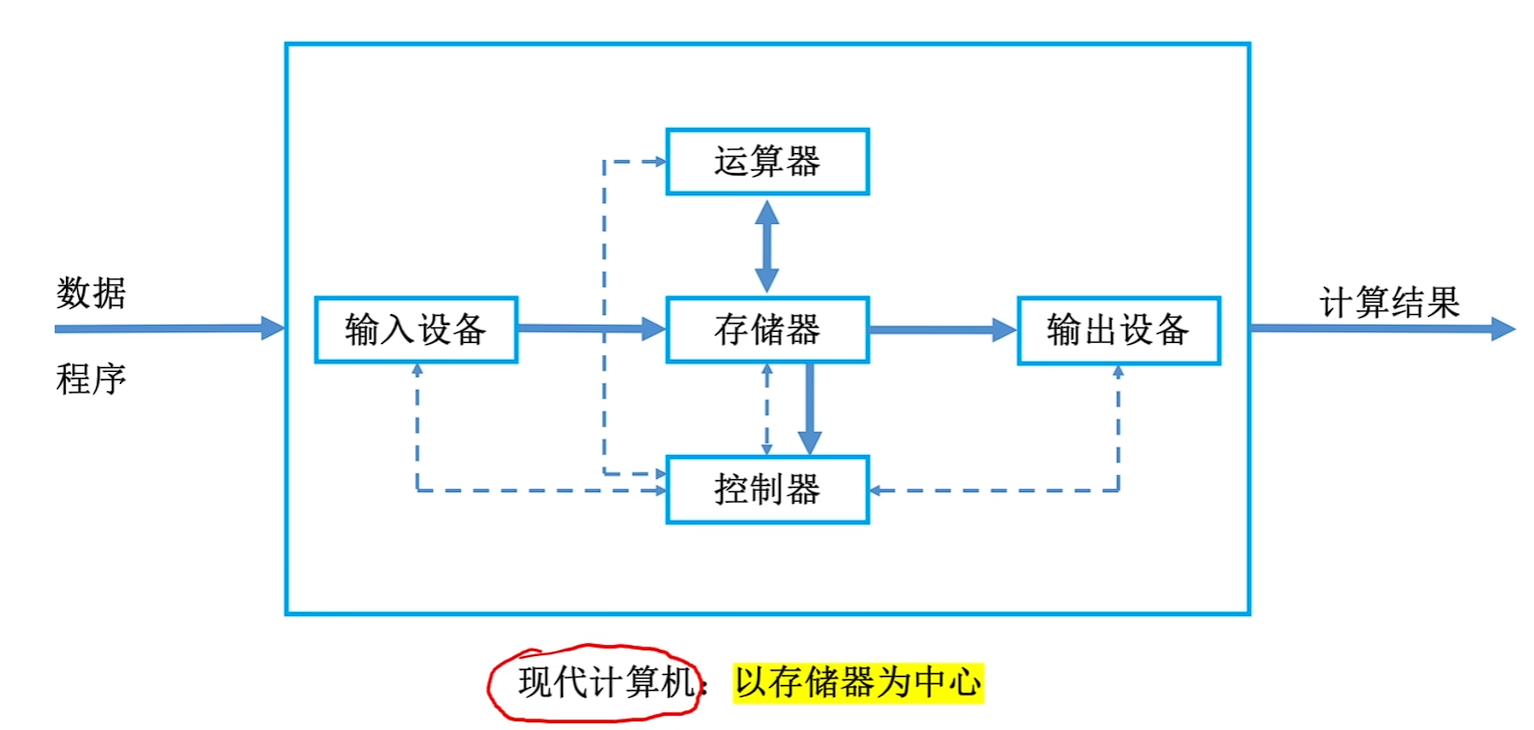 运算器
数据
计算结果
输入设备
存储器
输出设备
程序
控制器
现代计算机：以存储器为中心